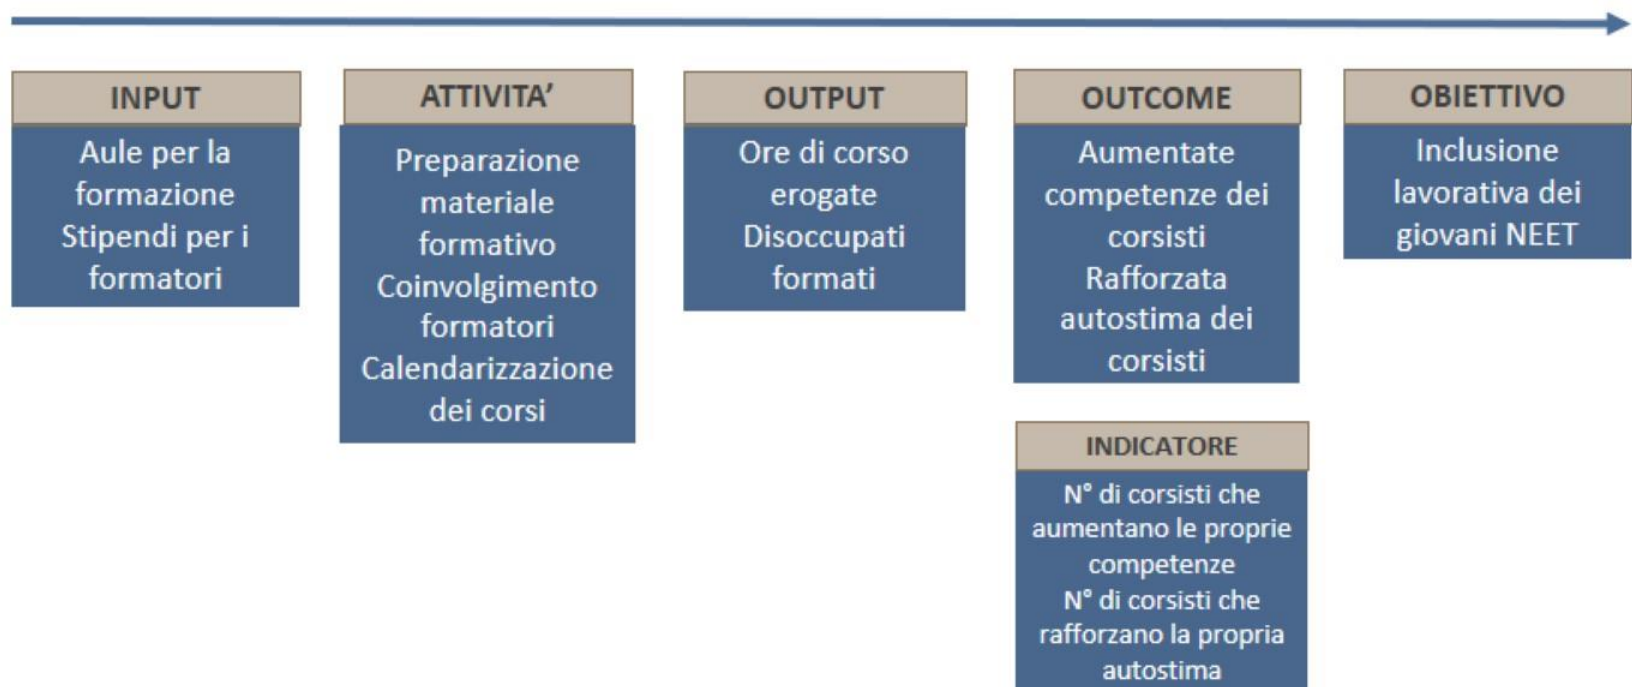 INPUT
Aule per la
formazione
Stipendi per i
formatori
ATTIVITA’
Preparazione
materiale
formativo
Coinvolgimento
formatori
Calendarizzazione
dei corsi
OUTPUT
Ore di corso
erogate
Disoccupati
formati
OUTCOME
Aumentate
competenze dei
corsisti
Rafforzata
autostima dei
corsisti
OBIETTIVO
Inclusione
lavorativa dei
giovani NEET
INDICATORE
N° di corsisti che
aumentano le proprie
competenze
N° di corsisti che
rafforzano la propria
autostima